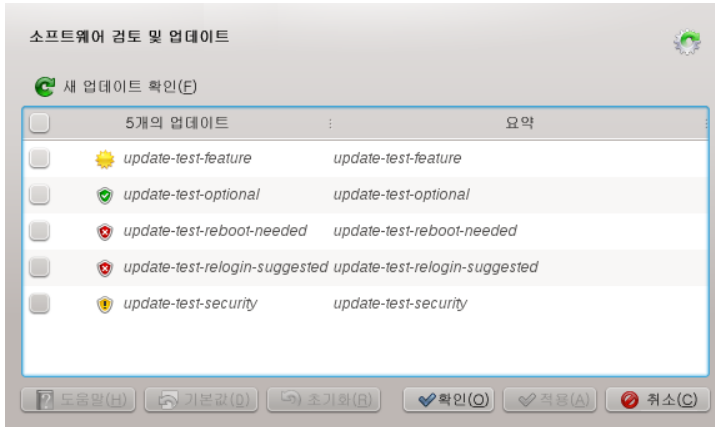 소프트웨어 검토 및 업데이트
새 업데이트 확인(F)
5개의 업데이트 요약
update-test-feature update-test-feature
update-test-optional update-test-optional
update-test-reboot-needed update-test-reboot-needed
update-test-relogin-suggested update-test-relogin-suggested
update-test-security update-test-security
도움말(H) 기본값(D) 초기화(R) 확인(O) 적용(A) 취소(C)